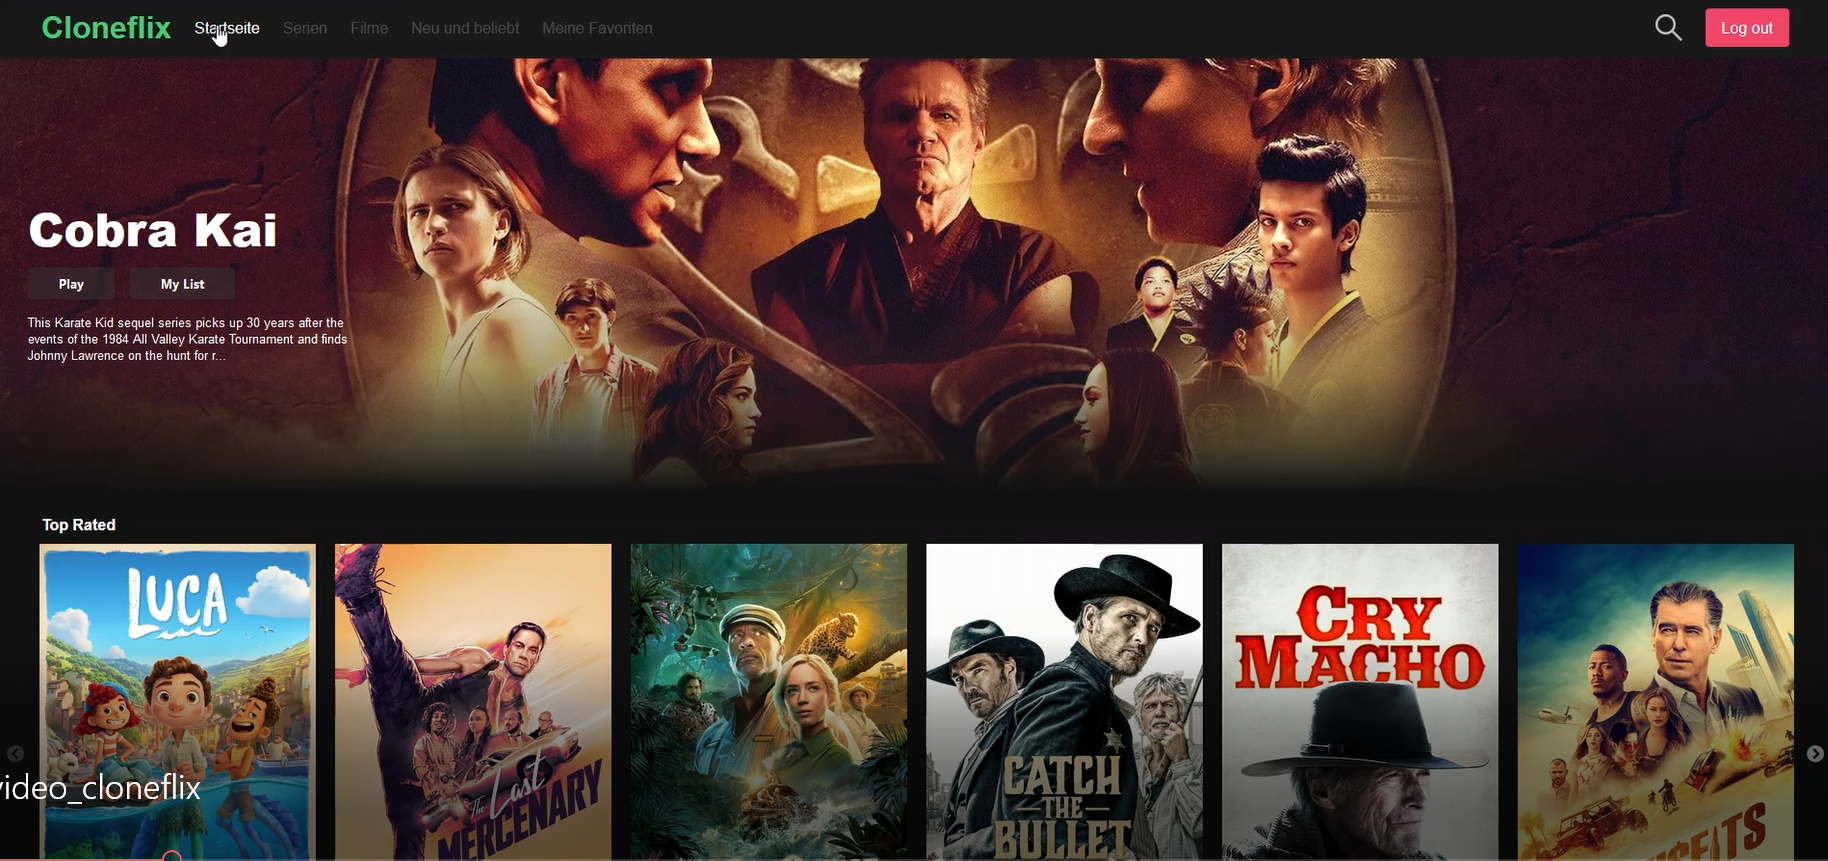 Cloneflix Startseite Serien Filme Neu und beliebt Meine Favoriten Log out
Cobra Kai
Play My List
This Karate Kid sequel series picks up 30 years after the
events of the 1984 All Valley Karate Tournament and finds
Johnny Lawrence on the hunt for r...
Top Rated
LUCA
The Last
MERCENARY
CATCH
THE
BULLET
CRY
MACHO
video_cloneflix